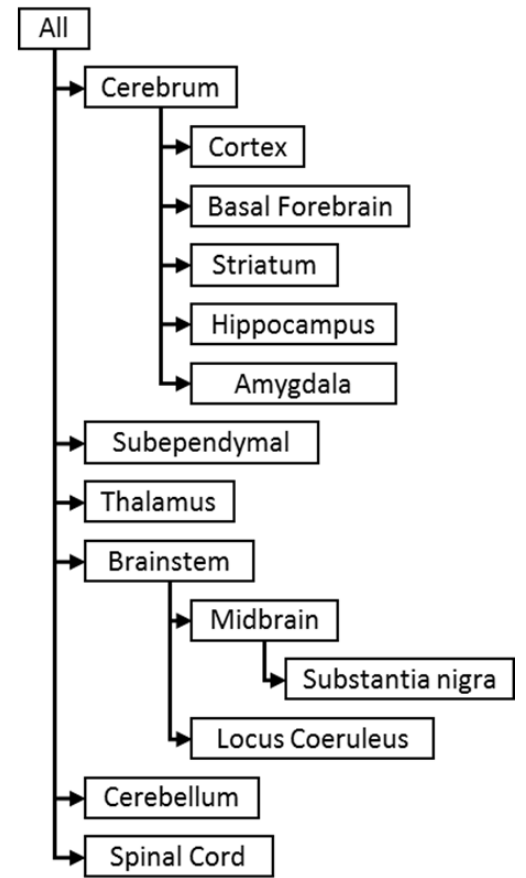 All
Cerebrum
Cortex
Basal Forebrain
Striatum
Hippocampus
Amygdala
Subependymal
Thalamus
Brainstem
Midbrain
Substantia nigra
Locus Coeruleus
Cerebellum
Spinal Cord